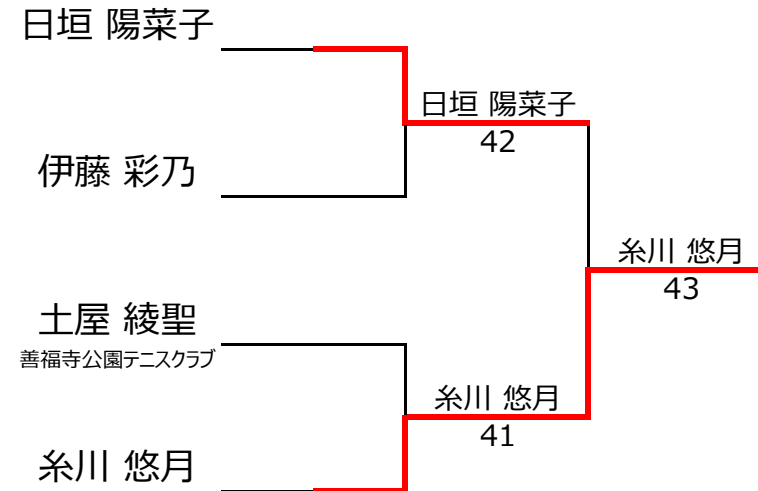 日垣 陽菜子
日垣 陽菜子
42
伊藤 彩乃
糸川 悠月
43
土屋 綾聖
善福寺公園テニスクラブ
糸川 悠月
41
糸川 悠月